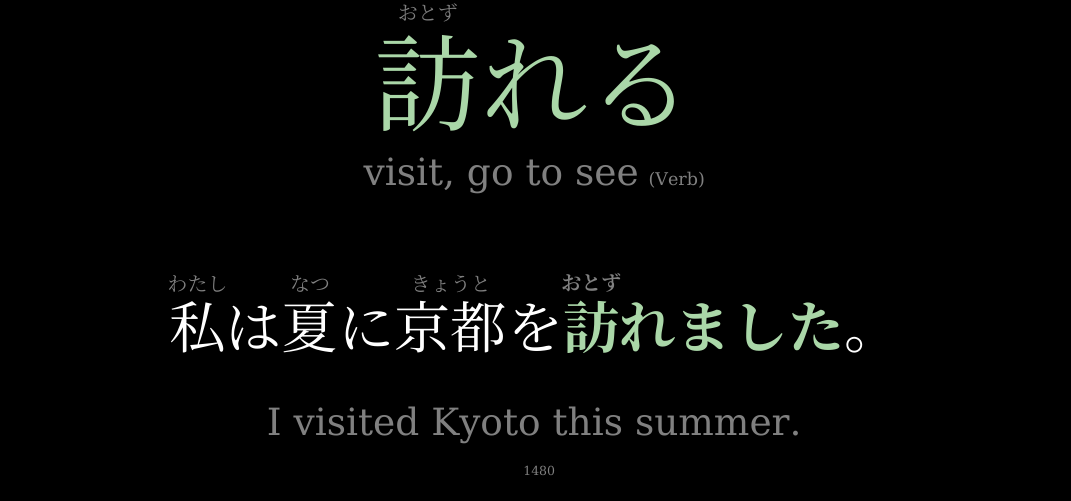 おとず
訪れる
visit, go to see (Verb)
わたし なつ きょうと おとず
私は夏に京都を訪れました。
I visited Kyoto this summer.
1480